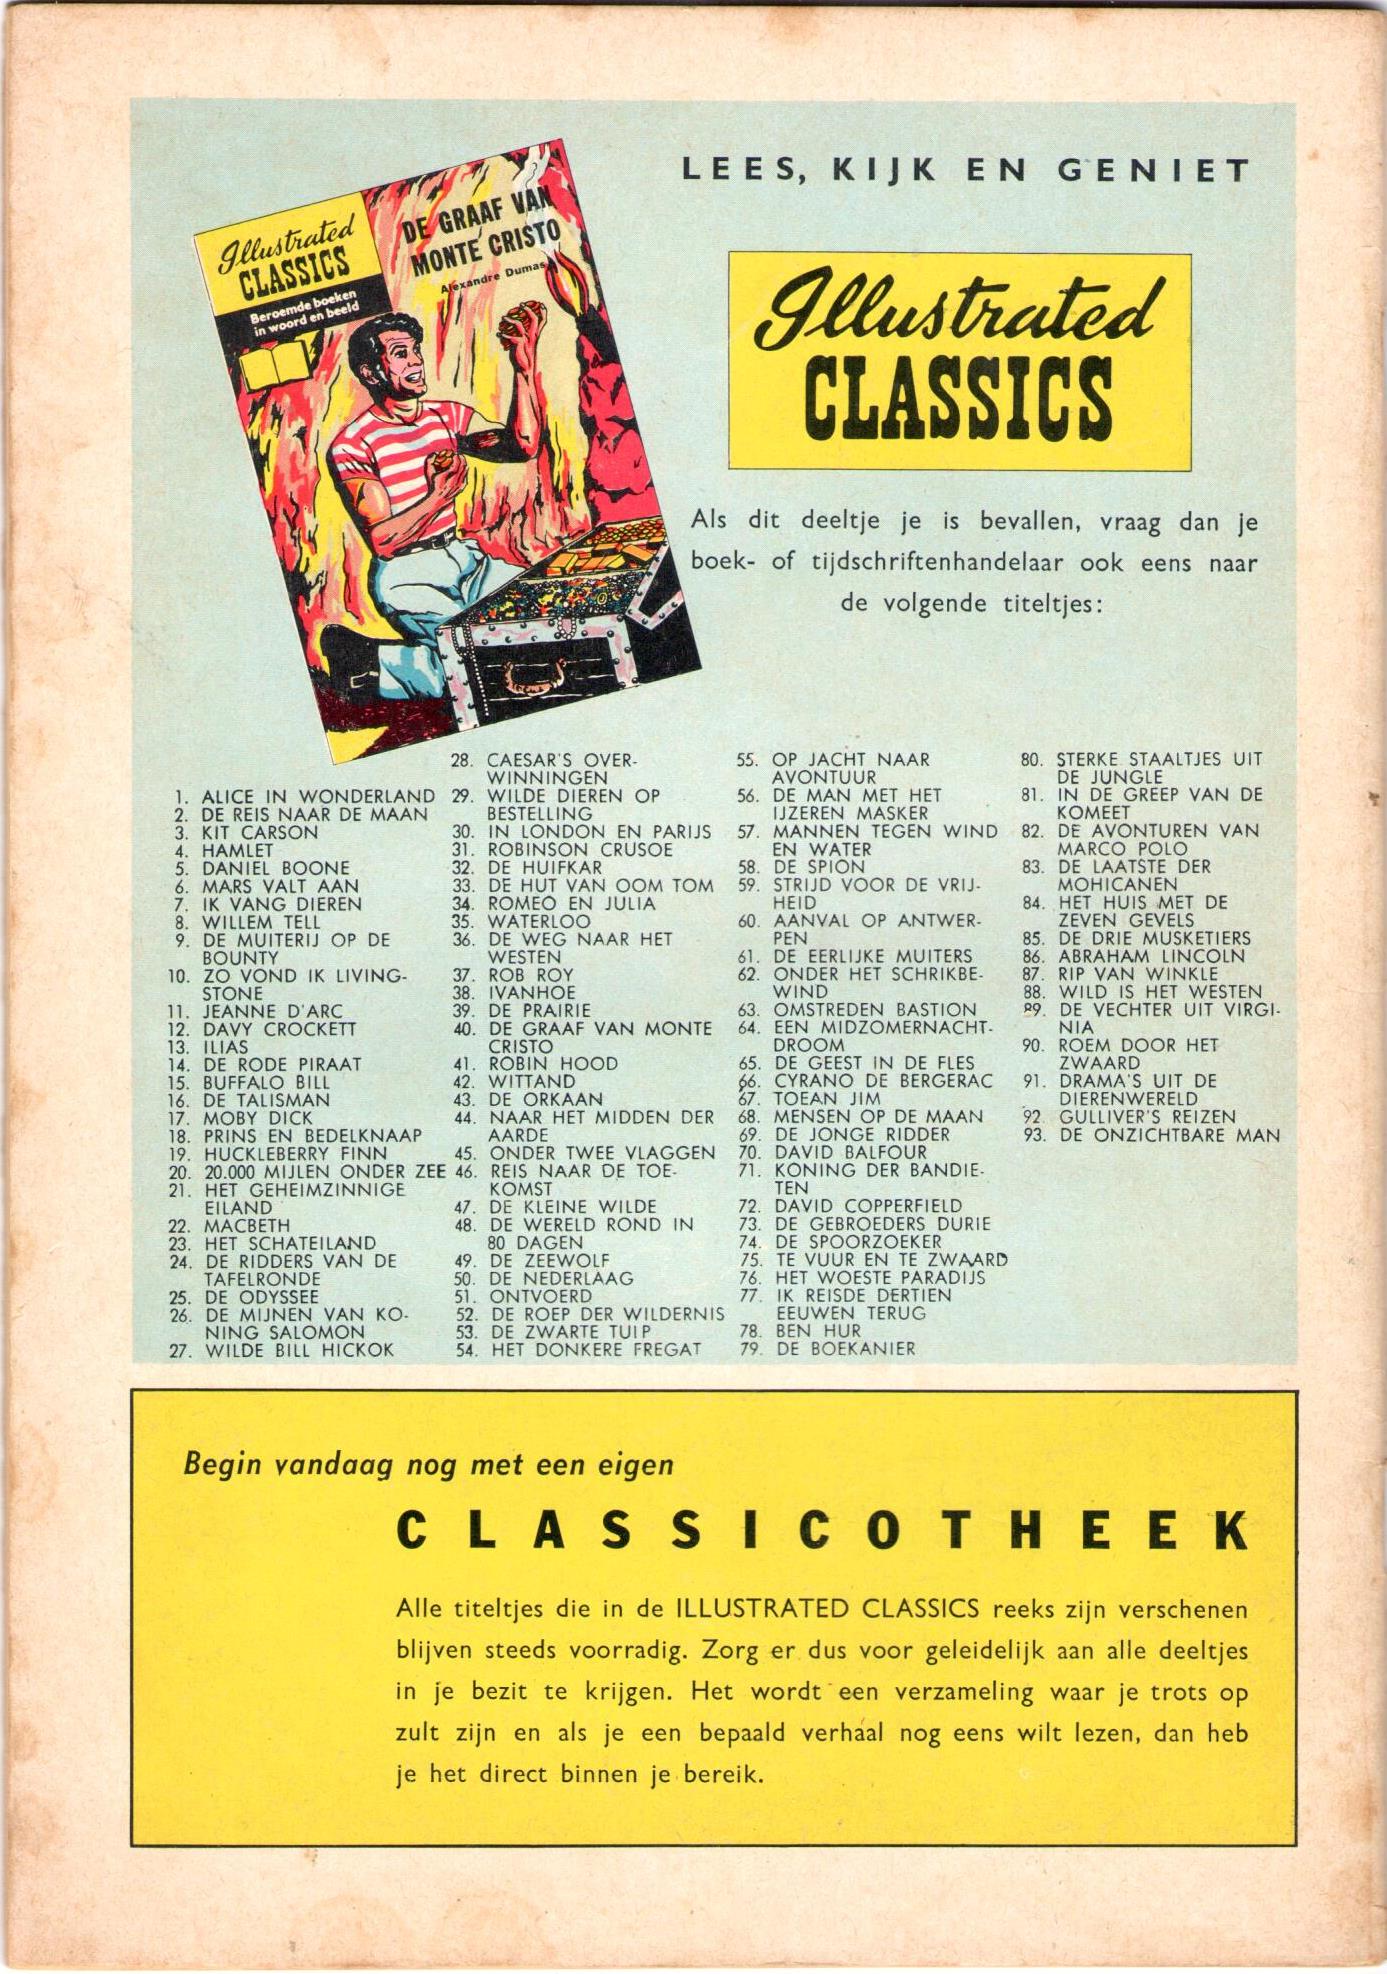 LEES, KIJK EN GENIET
Illustrated
CLASSICS
Beroemde boeken
in woord en beeld
DE GRAAF VAN
MONTE CRISTO
Alexandre Dumas
Illustrated
CLASSICS
Als dit deeltje je is bevallen, vraag dan je
boek- of tijdschriftenhandelaar ook eens naar
de volgende titeltjes:
1. ALICE IN WONDERLAND
2. DE REIS NAAR DE MAAN
3. KIT CARSON
4. HAMLET
5. DANIEL BOONE
6. MARS VALT AAN
7. IK VANG DIEREN
8. WILLEM TELL
9. DE MUITERIJ OP DE
BOUNTY
10. ZO VOND IK LIVING-
STONE
11. JEANNE D'ARC
12. DAVY CROCKETT
13. ILIAS
14. DE RODE PIRAAT
15. BUFFALO BILL
16. DE TALISMAN
17. MOBY DICK
18. PRINS EN BEDELKNAAP
19. HUCKLEBERRY FINN
20. 20.000 MIJLEN ONDER ZEE
21. HET GEHEIMZINNIGE
EILAND
22. MACBETH
23. HET SCHATEILAND
24. DE RIDDERS VAN DE
TAFELRONDE
25. DE ODYSSEE
26. DE MIJNEN VAN KO-
NING SALOMON
27. WILDE BILL HICKOK
28. CAESAR'S OVER-
WINNINGEN
29. WILDE DIEREN OP
BESTELLING
30. IN LONDON EN PARIJS
31. ROBINSON CRUSOE
32. DE HUIFKAR
33. DE HUT VAN OOM TOM
34. ROMEO EN JULIA
35. WATERLOO
36. DE WEG NAAR HET
WESTEN
37. ROB ROY
38. IVANHOE
39. DE PRAIRIE
40. DE GRAAF VAN MONTE
CRISTO
41. ROBIN HOOD
42. WITTAND
43. DE ORKAAN
44. NAAR HET MIDDEN DER
AARDE
45. ONDER TWEE VLAGGEN
46. REIS NAAR DE TOE-
KOMST
47. DE KLEINE WILDE
48. DE WERELD ROND IN
80 DAGEN
49. DE ZEEWOLF
50. DE NEDERLAAG
51. ONTVOERD
52. DE ROEP DER WILDERNIS
53. DE ZWARTE TUIP
54. HET DONKERE FREGAT
55. OP JACHT NAAR
AVONTUUR
56. DE MAN MET HET
IJZEREN MASKER
57. MANNEN TEGEN WIND
EN WATER
58. DE SPION
59. STRIJD VOOR DE VRIJ-
HEID
60. AANVAL OP ANTWER-
PEN
61. DE EERLIJKE MUITERS
62. ONDER HET SCHRIKBE-
WIND
63. OMSTREDEN BASTION
64. EEN MIDZOMERNACHT-
DROOM
65. DE GEEST IN DE FLES
66. CYRANO DE BERGERAC
67. TOEAN JIM
68. MENSEN OP DE MAAN
69. DE JONGE RIDDER
70. DAVID BALFOUR
71. KONING DER BANDIE-
TEN
72. DAVID COPPERFIELD
73. DE GEBROEDERS DURIE
74. DE SPOORZOEKER
75. TE VUUR EN TE ZWAARD
76. HET WOESTE PARADIJS
77. IK REISDE DERTIEN
EEUWEN TERUG
78. BEN HUR
79. DE BOEKANIER
80. STERKE STAALTJES UIT
DE JUNGLE
81. IN DE GREEP VAN DE
KOMEET
82. DE AVONTUREN VAN
MARCO POLO
83. DE LAATSTE DER
MOHICANEN
84. HET HUIS MET DE
ZEVEN GEVELS
85. DE DRIE MUSKETIERS
86. ABRAHAM LINCOLN
87. RIP VAN WINKLE
88. WILD IS HET WESTEN
89. DE VECHTER UIT VIRGI-
NIA
90. ROEM DOOR HET
ZWAARD
91. DRAMA'S UIT DE
DIERENWERELD
92. GULLIVER'S REIZEN
93. DE ONZICHTBARE MAN
Begin vandaag nog met een eigen
CLASSICOTHEEK
Alle titeltjes die in de ILLUSTRATED CLASSICS reeks zijn verschenen
blijven steeds voorradig. Zorg er dus voor geleidelijk aan alle deeltjes
in je bezit te krijgen. Het wordt een verzameling waar je trots op
zult zijn en als je een bepaald verhaal nog eens wilt lezen, dan heb
je het direct binnen je bereik.